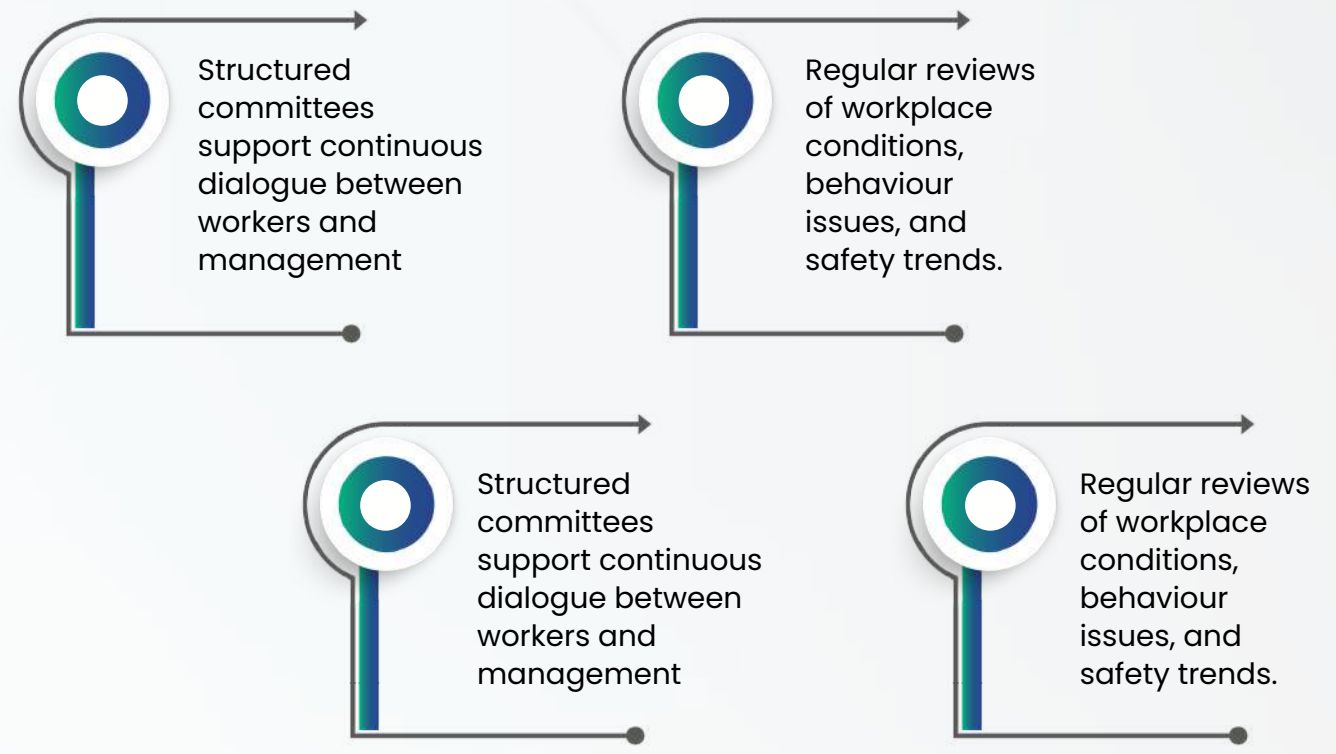 Structured
committees
support continuous
dialogue between
workers and
management
Regular reviews
of workplace
conditions,
behaviour
issues, and
safety trends.
Structured
committees
support continuous
dialogue between
workers and
management
Regular reviews
of workplace
conditions,
behaviour
issues, and
safety trends.